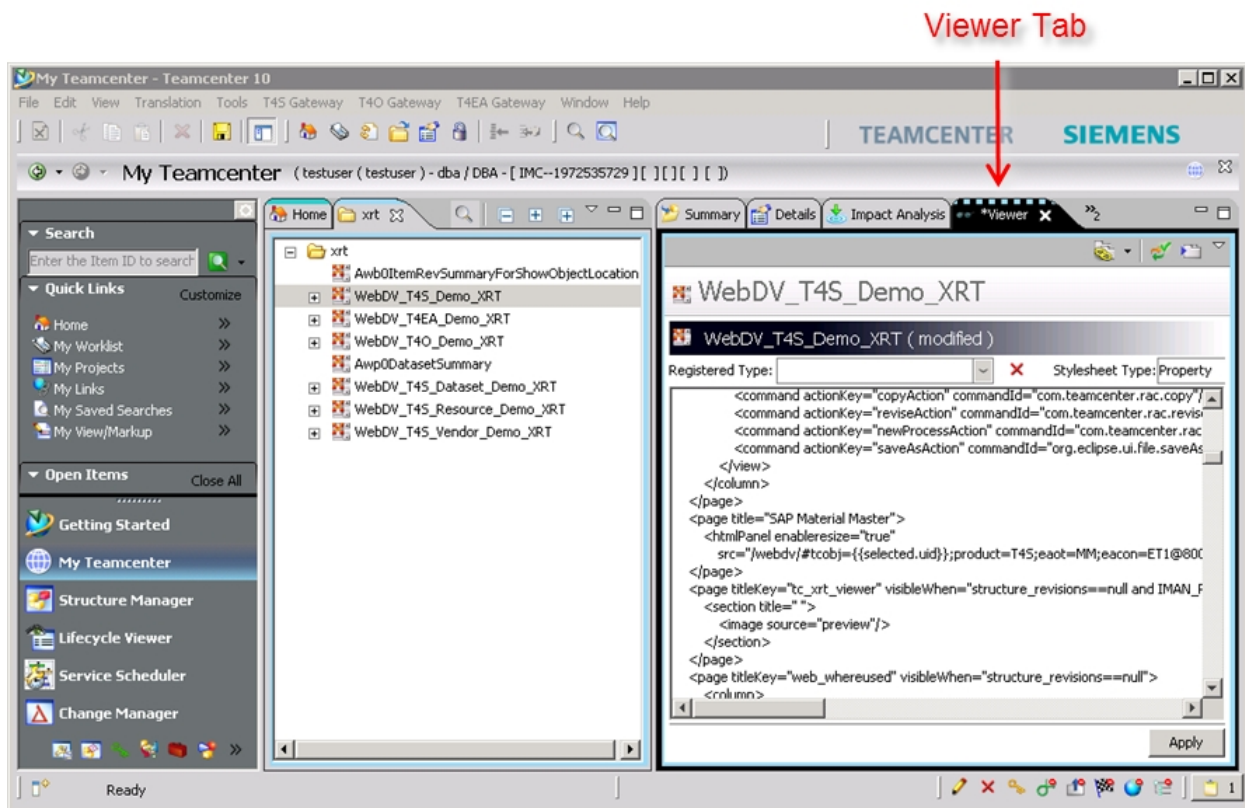 Viewer Tab
My Teamcenter - Teamcenter 10
File Edit View Translation Tools T4S Gateway T4O Gateway T4EA Gateway Window Help
TEAMCENTER SIEMENS
My Teamcenter ( testuser ( testuser ) - dba / DBA - [ IMC--1972535729 ][ ][ ][ ] [ ])
Search
Enter the Item ID to search
Quick Links Customize
Home
My Worklist
My Projects
My Links
My Saved Searches
My View/Markup
Open Items Close All
Getting Started
My Teamcenter
Structure Manager
Lifecycle Viewer
Service Scheduler
Change Manager
Home xrt
xrt
Awb0ItemRevSummaryForShowObjectLocation
WebDV_T4S_Demo_XRT
WebDV_T4EA_Demo_XRT
WebDV_T4O_Demo_XRT
Awp0DatasetSummary
WebDV_T4S_Dataset_Demo_XRT
WebDV_T4S_Resource_Demo_XRT
WebDV_T4S_Vendor_Demo_XRT
Summary Details Impact Analysis *Viewer »2
WebDV_T4S_Demo_XRT
WebDV_T4S_Demo_XRT ( modified )
Registered Type: Stylesheet Type: Property
<command actionKey="copyAction" commandId="com.teamcenter.rac.copy"/
<command actionKey="reviseAction" commandId="com.teamcenter.rac.revise
<command actionKey="newProcessAction" commandId="com.teamcenter.rac
<command actionKey="saveAsAction" commandId="org.eclipse.ui.file.saveAs
</view>
</column>
</page>
<page title="SAP Material Master">
<htmlPanel enableresize="true"
src="/webdv/#tcobj={{selected.uid}};product=T4S;eaot=MM;eacon=ET1@800
</page>
<page titleKey="tc_xrt_viewer" visibleWhen="structure_revisions==null and IMAN_
<section title=" ">
<image source="preview"/>
</section>
</page>
<page titleKey="web_whereused" visibleWhen="structure_revisions==null">
<column>
Apply
Ready
1